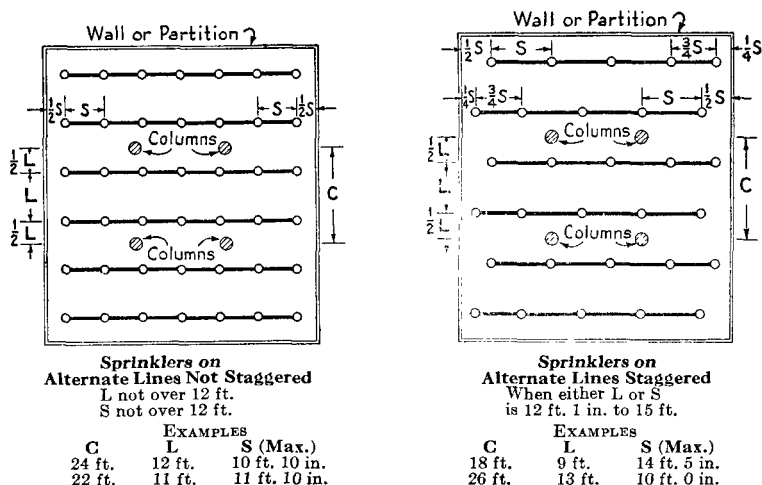 Wall or Partition
½S S S ½S
Columns
½L
L
½L
C
Columns
Sprinklers on
Alternate Lines Not Staggered
L not over 12 ft.
S not over 12 ft.
EXAMPLES
C L S (Max.)
24 ft. 12 ft. 10 ft. 10 in.
22 ft. 11 ft. 11 ft. 10 in.
Wall or Partition
½S S ¾S ¼S
¼ ¾S S ½S
Columns
½L
L
½L
C
Columns
Sprinklers on
Alternate Lines Staggered
When either L or S
is 12 ft. 1 in. to 15 ft.
EXAMPLES
C L S (Max.)
18 ft. 9 ft. 14 ft. 5 in.
26 ft. 13 ft. 10 ft. 0 in.